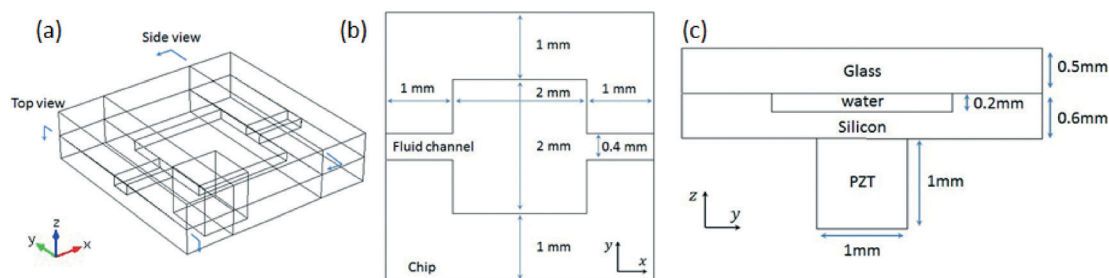 (a)
Side view
Top view
z
y
x
(b)
1 mm
1 mm
2 mm
1 mm
Fluid channel
2 mm
0.4 mm
1 mm
y
x
Chip
(c)
Glass
0.5mm
water
0.2mm
Silicon
0.6mm
PZT
1mm
z
y
1mm